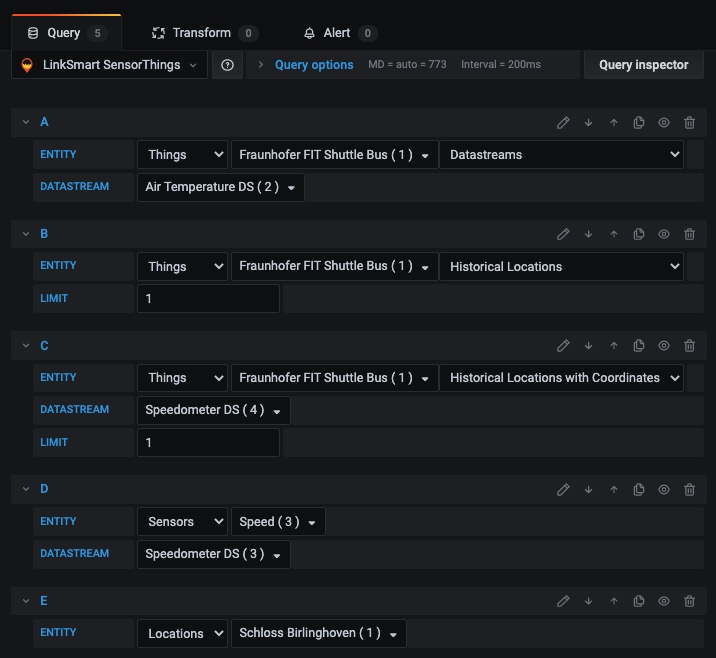 Query 5 Transform 0 Alert 0
LinkSmart SensorThings Query options MD = auto = 773 Interval = 200ms Query inspector
A
ENTITY Things Fraunhofer FIT Shuttle Bus ( 1 ) Datastreams
DATASTREAM Air Temperature DS ( 2 )
B
ENTITY Things Fraunhofer FIT Shuttle Bus ( 1 ) Historical Locations
LIMIT 1
C
ENTITY Things Fraunhofer FIT Shuttle Bus ( 1 ) Historical Locations with Coordinates
DATASTREAM Speedometer DS ( 4 )
LIMIT 1
D
ENTITY Sensors Speed ( 3 )
DATASTREAM Speedometer DS ( 3 )
E
ENTITY Locations Schloss Birlinghoven ( 1 )